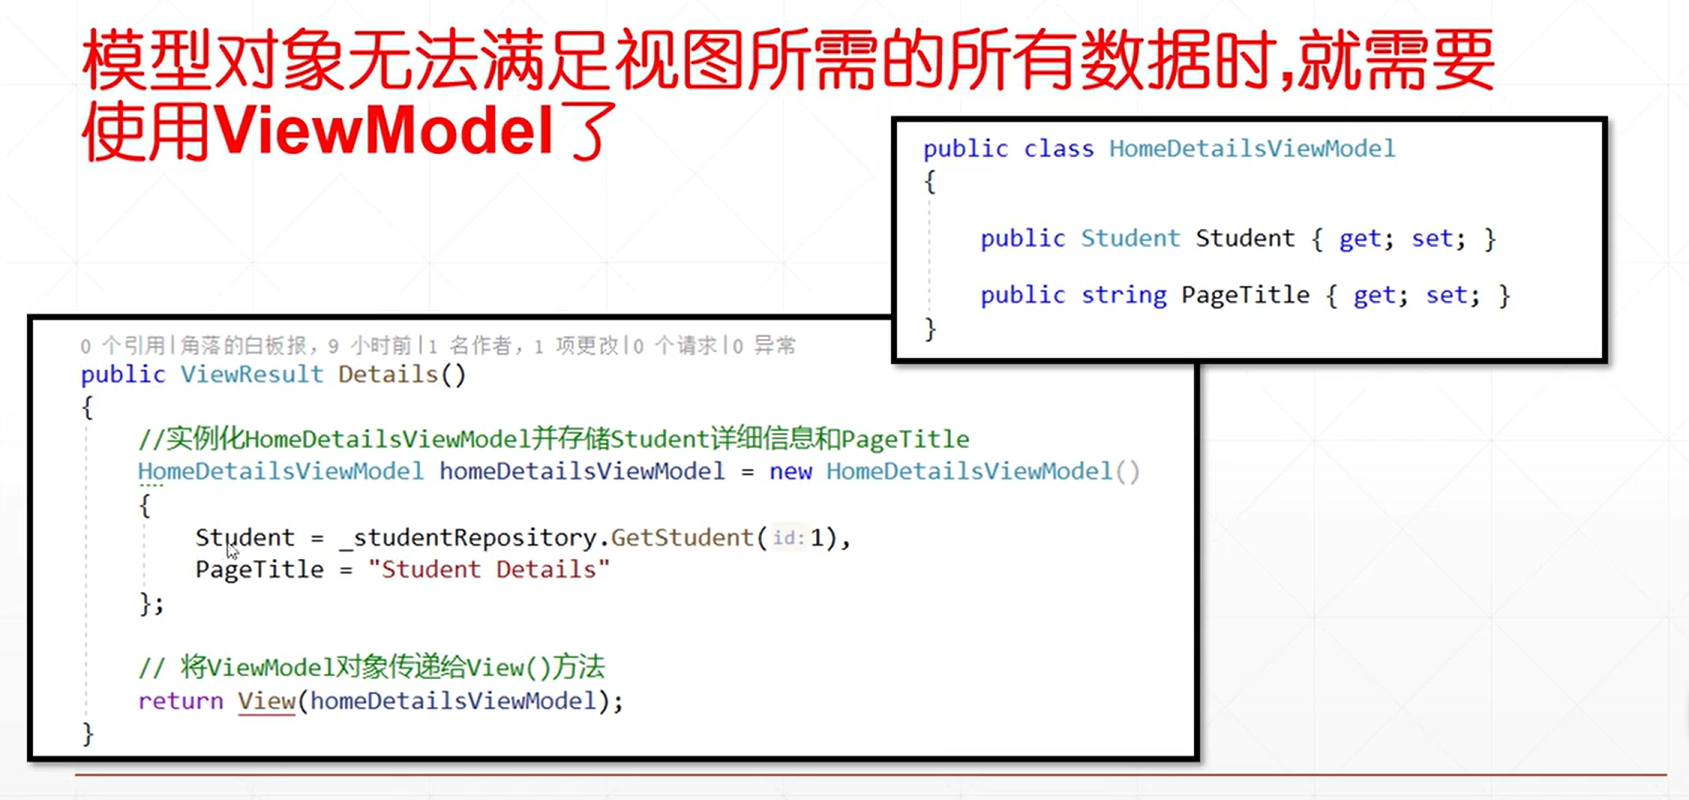 模型对象无法满足视图所需的所有数据时,就需要
使用ViewModel了
public class HomeDetailsViewModel
{
public Student Student { get; set; }
public string PageTitle { get; set; }
}
0 个引用|角落的白板报，9 小时前|1 名作者，1 项更改|0 个请求|0 异常
public ViewResult Details()
{
//实例化HomeDetailsViewModel并存储Student详细信息和PageTitle
HomeDetailsViewModel homeDetailsViewModel = new HomeDetailsViewModel()
{
Student = _studentRepository.GetStudent(id:1),
PageTitle = "Student Details"
};
// 将ViewModel对象传递给View()方法
return View(homeDetailsViewModel);
}